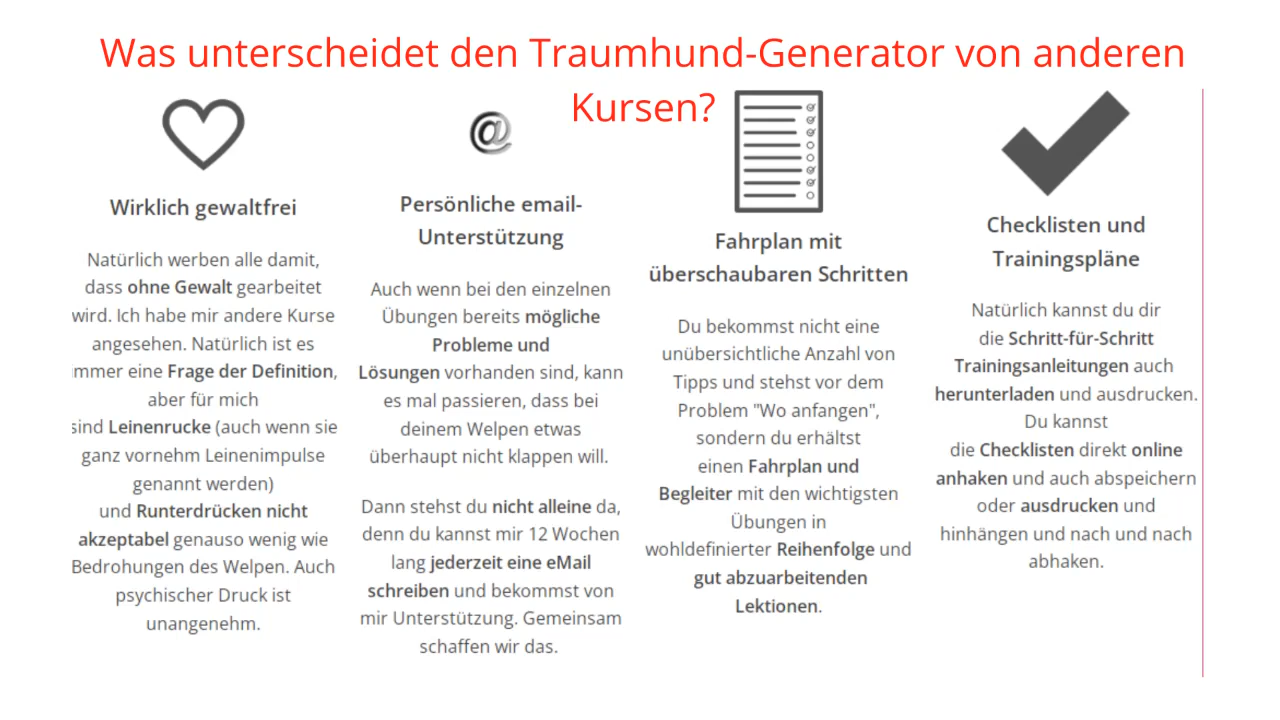 Was unterscheidet den Traumhund-Generator von anderen
Kursen?
@
Wirklich gewaltfrei
Natürlich werben alle damit,
dass ohne Gewalt gearbeitet
wird. Ich habe mir andere Kurse
angesehen. Natürlich ist es
immer eine Frage der Definition,
aber für mich
sind Leinenrucke (auch wenn sie
ganz vornehm Leinenimpulse
genannt werden)
und Runterdrücken nicht
akzeptabel genauso wenig wie
Bedrohungen des Welpen. Auch
psychischer Druck ist
unangenehm.
Persönliche email-
Unterstützung
Auch wenn bei den einzelnen
Übungen bereits mögliche
Probleme und
Lösungen vorhanden sind, kann
es mal passieren, dass bei
deinem Welpen etwas
überhaupt nicht klappen will.
Dann stehst du nicht alleine da,
denn du kannst mir 12 Wochen
lang jederzeit eine eMail
schreiben und bekommst von
mir Unterstützung. Gemeinsam
schaffen wir das.
Fahrplan mit
überschaubaren Schritten
Du bekommst nicht eine
unübersichtliche Anzahl von
Tipps und stehst vor dem
Problem "Wo anfangen",
sondern du erhältst
einen Fahrplan und
Begleiter mit den wichtigsten
Übungen in
wohldefinierter Reihenfolge und
gut abzuarbeitenden
Lektionen.
Checklisten und
Trainingspläne
Natürlich kannst du dir
die Schritt-für-Schritt
Trainingsanleitungen auch
herunterladen und ausdrucken.
Du kannst
die Checklisten direkt online
anhaken und auch abspeichern
oder ausdrucken und
hinhängen und nach und nach
abhaken.